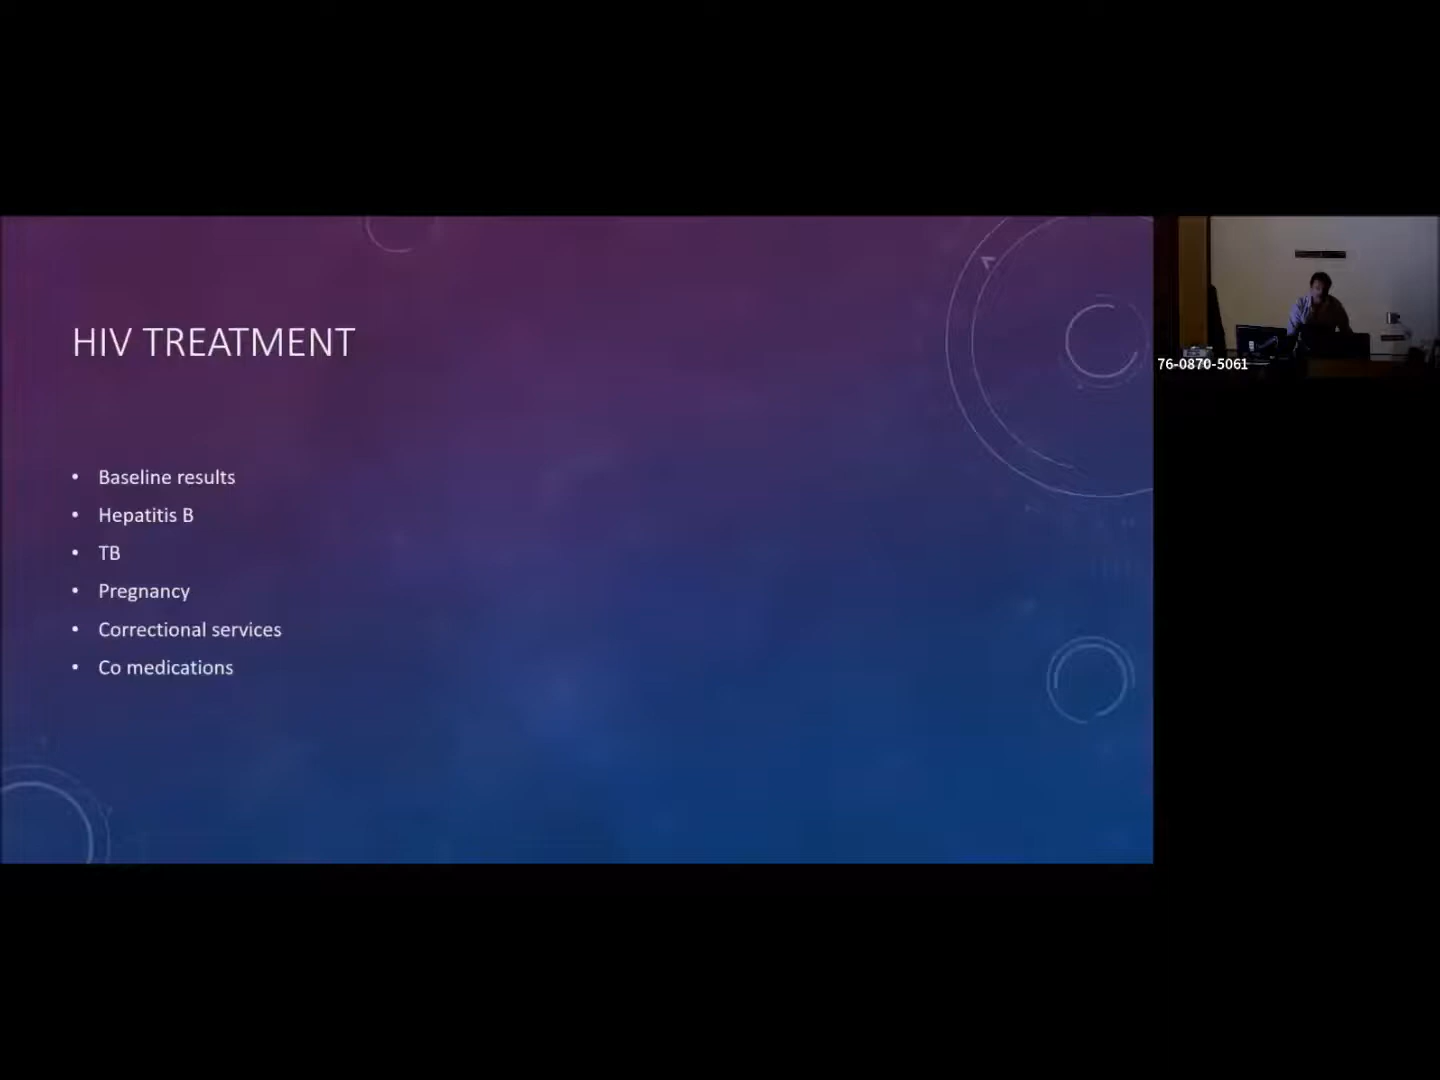 HIV TREATMENT
• Baseline results
• Hepatitis B
• TB
• Pregnancy
• Correctional services
• Co medications
76-0870-5061